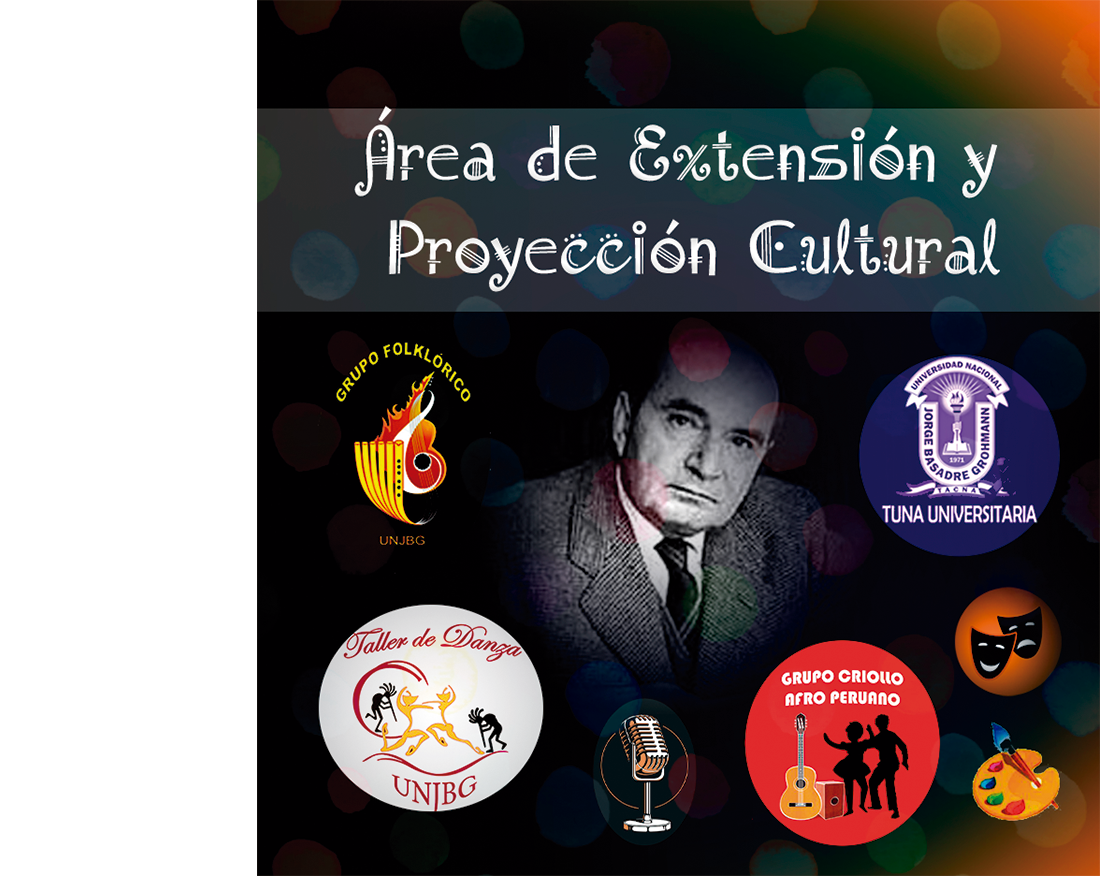 Área de Extensión y
Proyección Cultural
GRUPO FOLKLÓRICO
UNJBG
UNIVERSIDAD NACIONAL
JORGE BASADRE GROHMANN
1971
TACNA
TUNA UNIVERSITARIA
Taller de Danza
UNJBG
GRUPO CRIOLLO
AFRO PERUANO